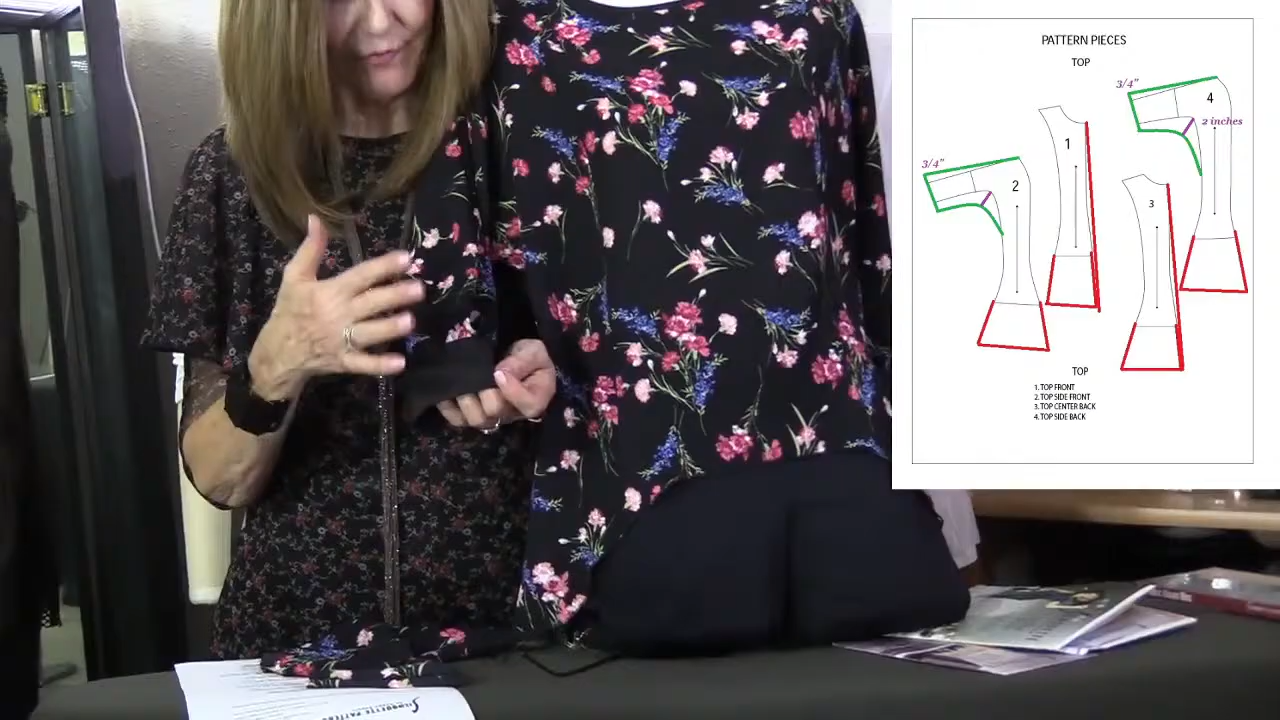 PATTERN PIECES
TOP
3/4"
4
2 inches
1
3/4"
2
3
TOP
1. TOP FRONT
2. TOP SIDE FRONT
3. TOP CENTER BACK
4. TOP SIDE BACK